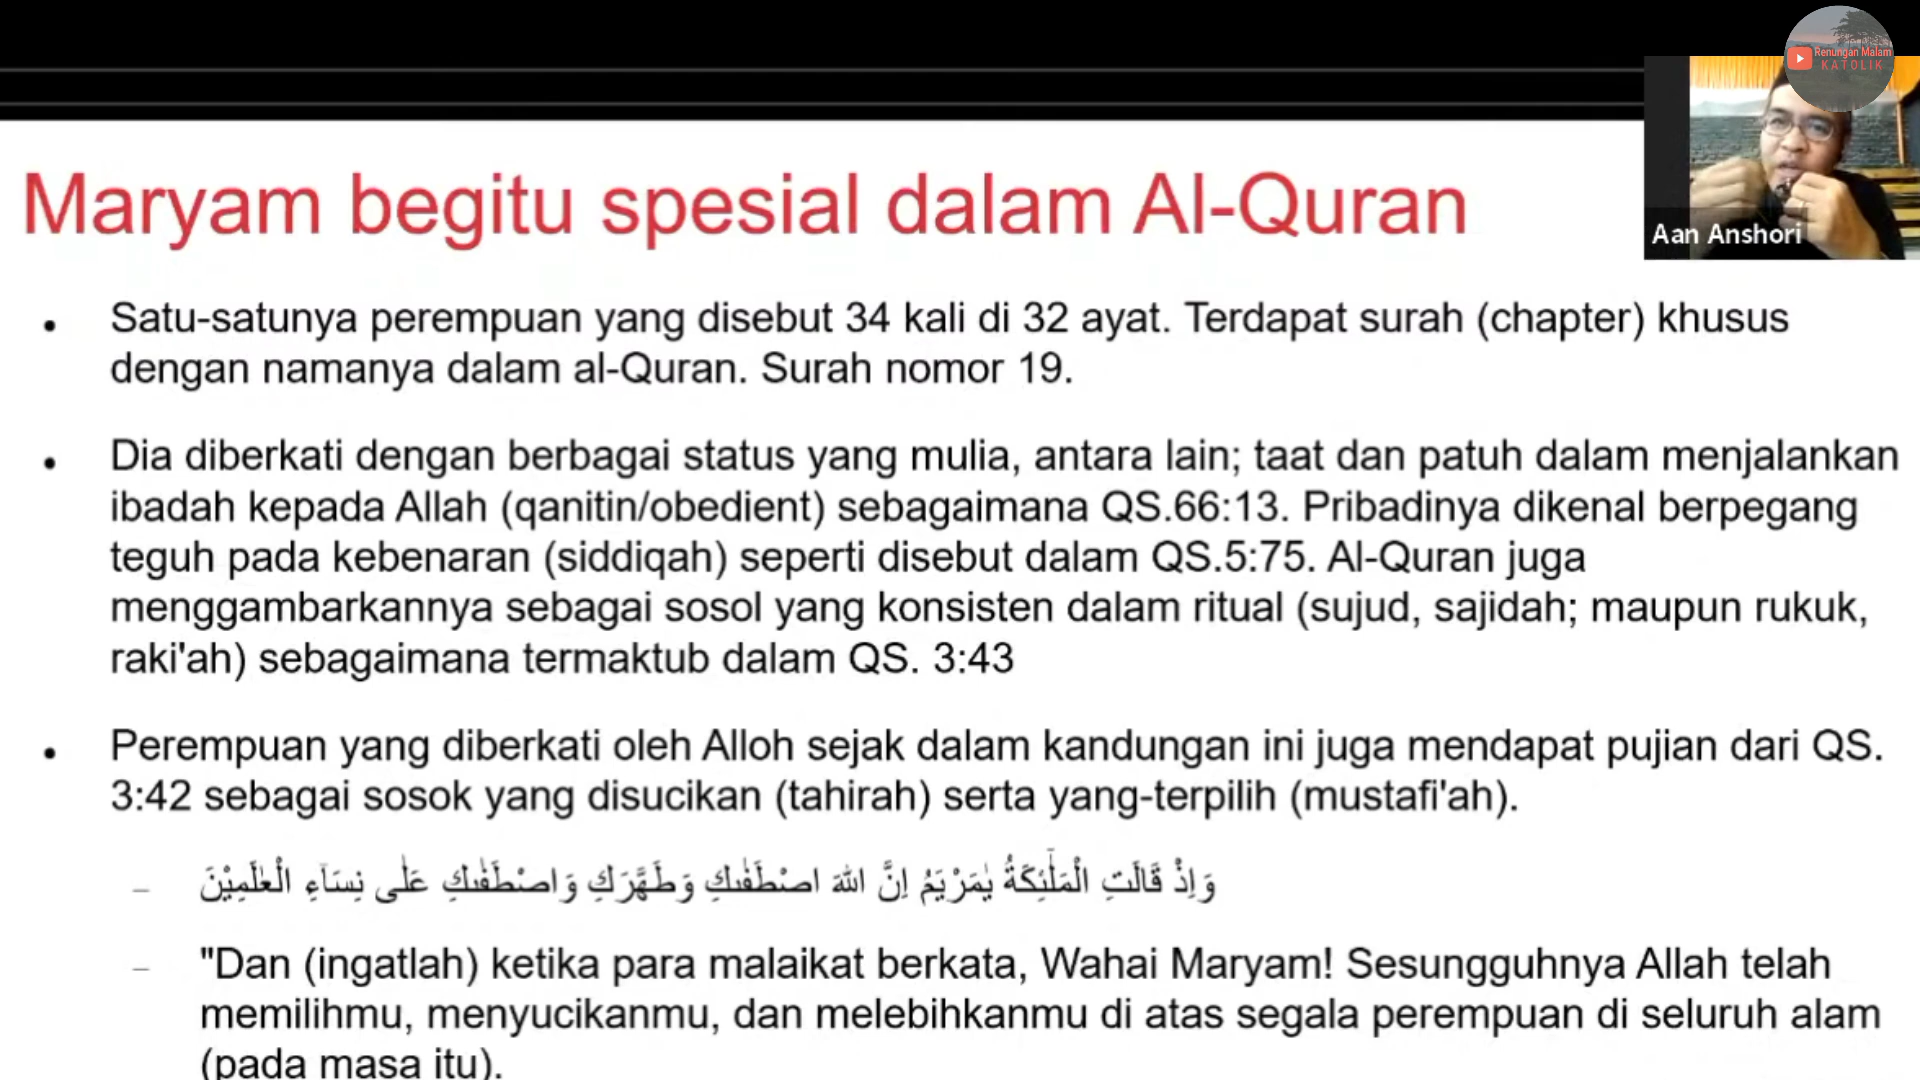 Renungan Malam
KATOLIK
Aan Anshori
Maryam begitu spesial dalam Al-Quran
• Satu-satunya perempuan yang disebut 34 kali di 32 ayat. Terdapat surah (chapter) khusus
dengan namanya dalam al-Quran. Surah nomor 19.
• Dia diberkati dengan berbagai status yang mulia, antara lain; taat dan patuh dalam menjalankan
ibadah kepada Allah (qanitin/obedient) sebagaimana QS.66:13. Pribadinya dikenal berpegang
teguh pada kebenaran (siddiqah) seperti disebut dalam QS.5:75. Al-Quran juga
menggambarkannya sebagai sosol yang konsisten dalam ritual (sujud, sajidah; maupun rukuk,
raki'ah) sebagaimana termaktub dalam QS. 3:43
• Perempuan yang diberkati oleh Alloh sejak dalam kandungan ini juga mendapat pujian dari QS.
3:42 sebagai sosok yang disucikan (tahirah) serta yang-terpilih (mustafi'ah).
– وَاِذْ قَالَتِ الْمَلٰۤىِٕكَةُ يٰمَرْيَمُ اِنَّ اللّٰهَ اصْطَفٰىكِ وَطَهَّرَكِ وَاصْطَفٰىكِ عَلٰى نِسَاۤءِ الْعٰلَمِيْنَ
– "Dan (ingatlah) ketika para malaikat berkata, Wahai Maryam! Sesungguhnya Allah telah
memilihmu, menyucikanmu, dan melebihkanmu di atas segala perempuan di seluruh alam
(pada masa itu).